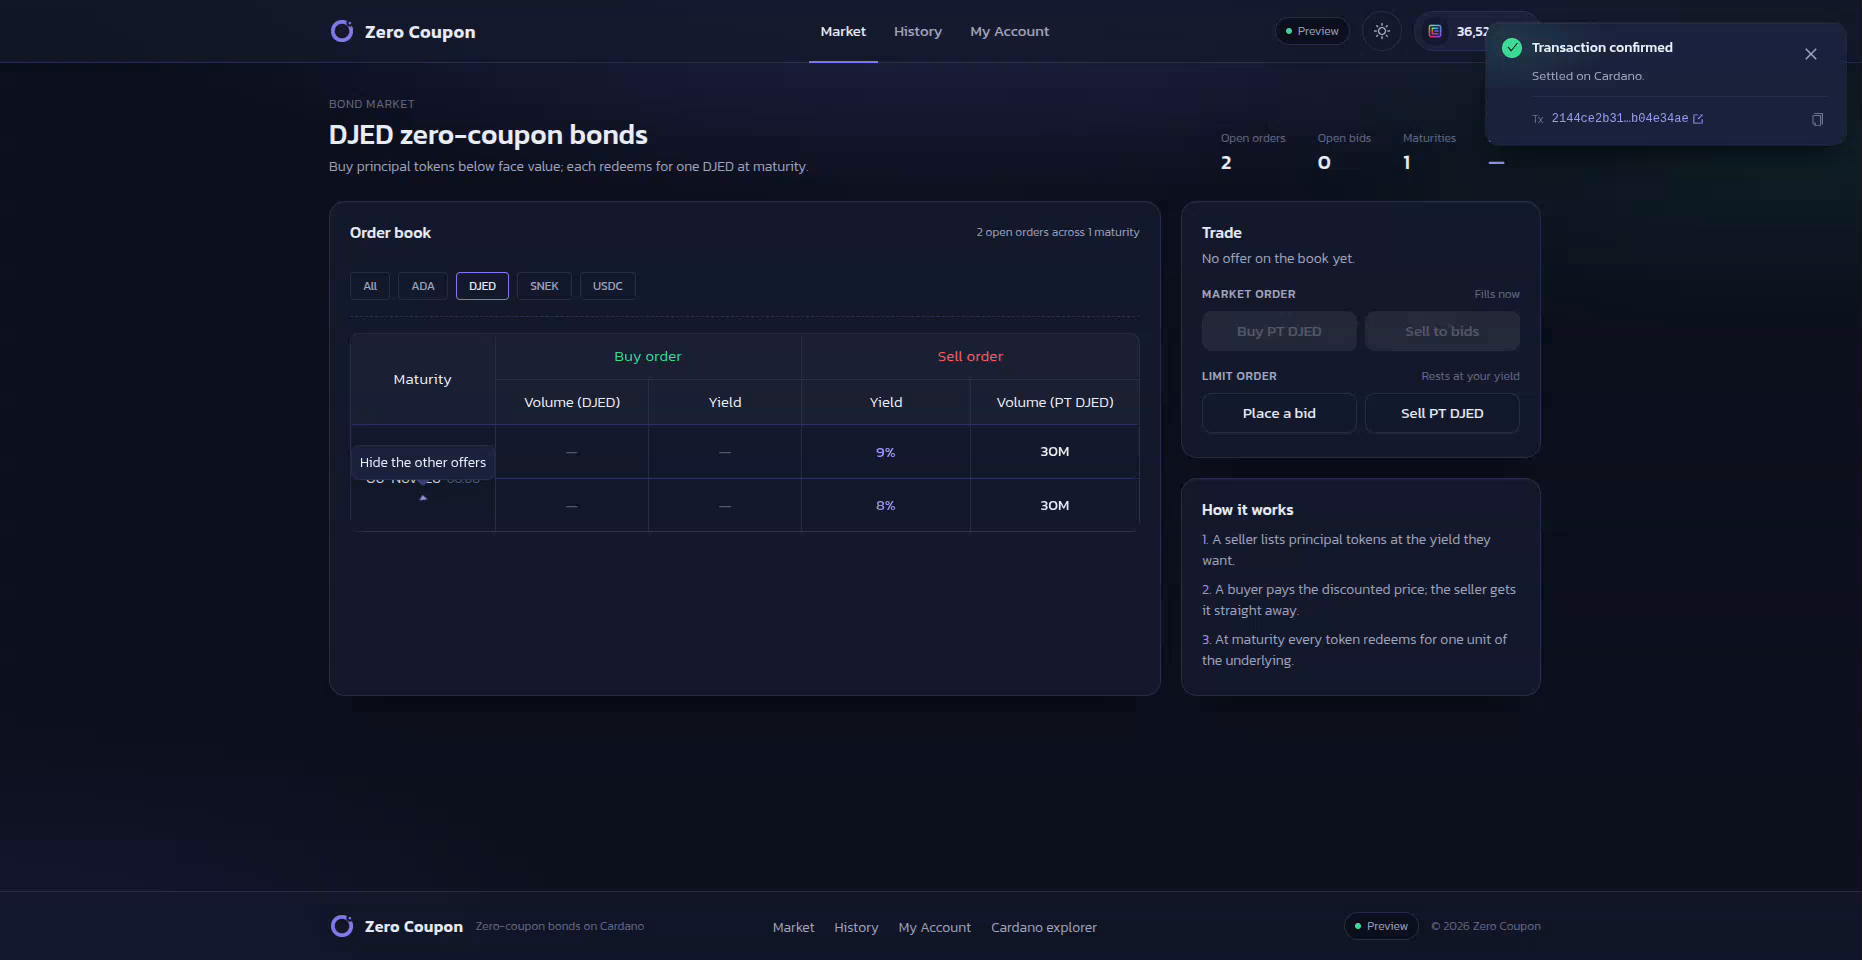 Zero Coupon
Market
History
My Account
Preview
36,52
Transaction confirmed
Settled on Cardano.
Tx 2144ce2b31…b04e34ae
BOND MARKET
DJED zero-coupon bonds
Buy principal tokens below face value; each redeems for one DJED at maturity.
Open orders
2
Open bids
0
Maturities
1
—
Order book
2 open orders across 1 maturity
All
ADA
DJED
SNEK
USDC
Maturity
Buy order
Sell order
Volume (DJED)
Yield
Yield
Volume (PT DJED)
Hide the other offers
—
—
9%
30M
—
—
8%
30M
Trade
No offer on the book yet.
MARKET ORDER
Fills now
Buy PT DJED
Sell to bids
LIMIT ORDER
Rests at your yield
Place a bid
Sell PT DJED
How it works
1. A seller lists principal tokens at the yield they
want.
2. A buyer pays the discounted price; the seller gets
it straight away.
3. At maturity every token redeems for one unit of
the underlying.
Zero Coupon
Zero-coupon bonds on Cardano
Market
History
My Account
Cardano explorer
Preview
© 2026 Zero Coupon